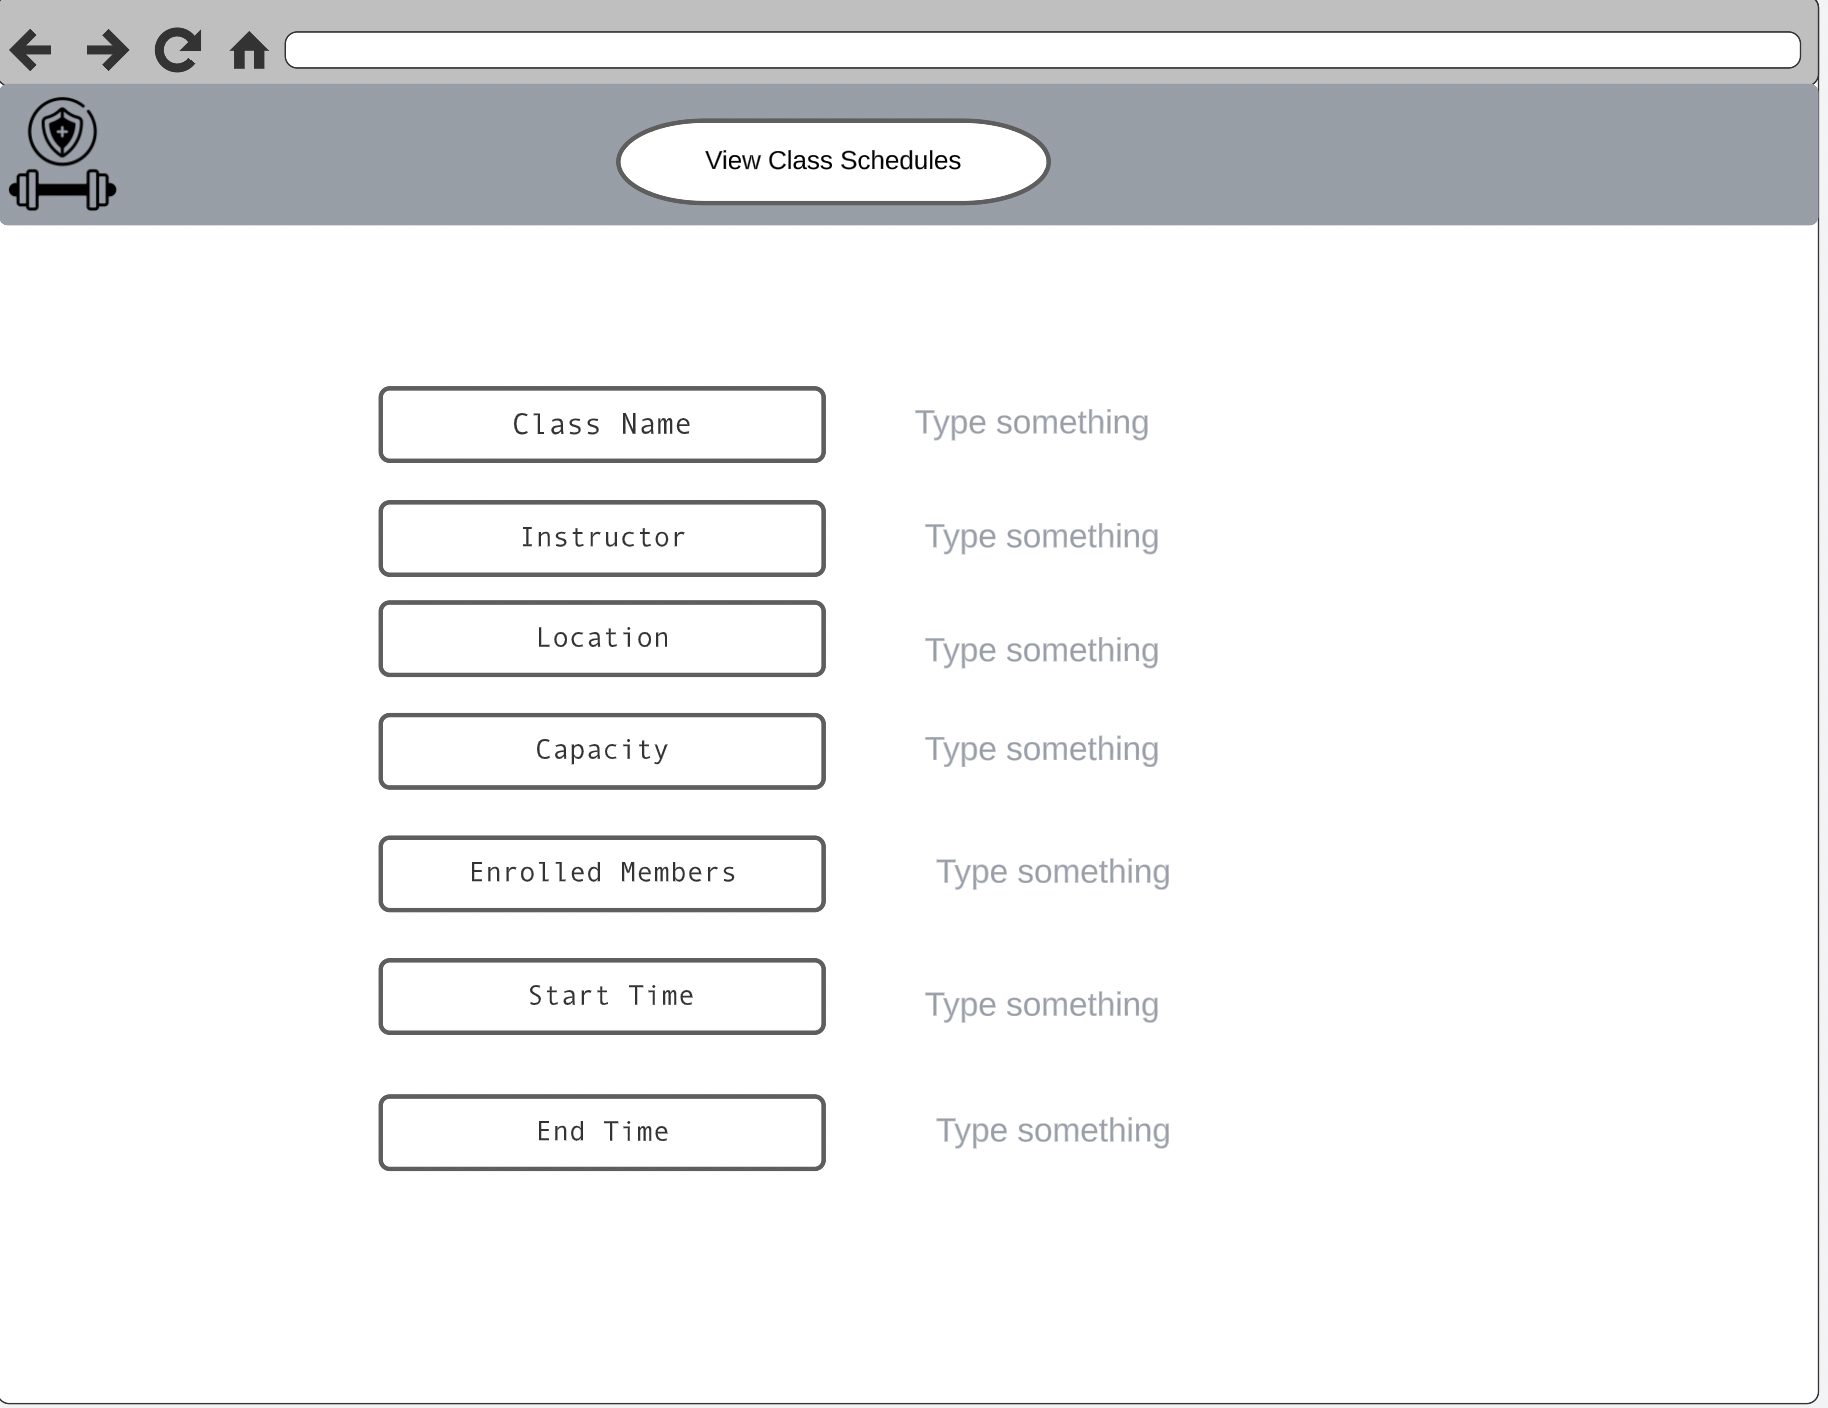 View Class Schedules
Class Name
Type something
Instructor
Type something
Location
Type something
Capacity
Type something
Enrolled Members
Type something
Start Time
Type something
End Time
Type something